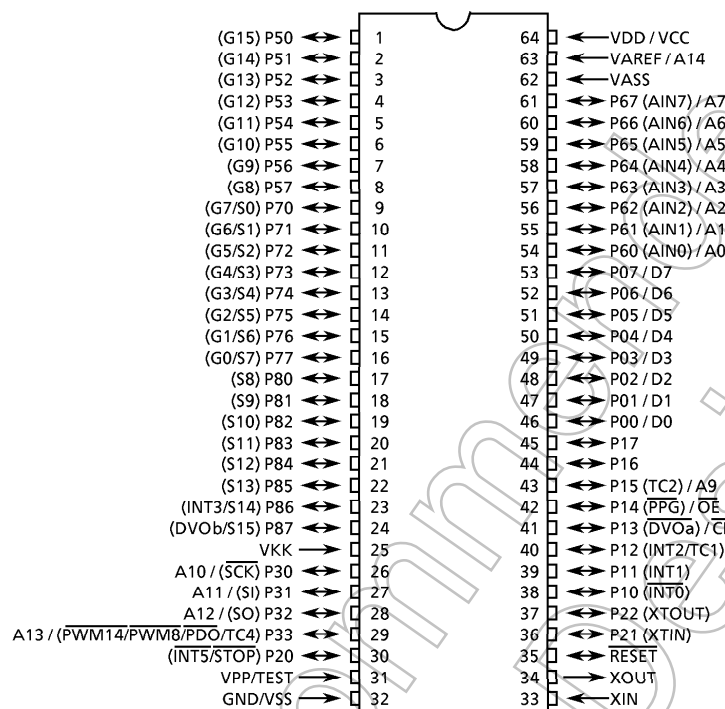 (G15) P50 1 64 VDD / VCC
(G14) P51 2 63 VAREF / A14
(G13) P52 3 62 VASS
(G12) P53 4 61 P67 (AIN7) / A7
(G11) P54 5 60 P66 (AIN6) / A6
(G10) P55 6 59 P65 (AIN5) / A5
(G9) P56 7 58 P64 (AIN4) / A4
(G8) P57 8 57 P63 (AIN3) / A3
(G7/S0) P70 9 56 P62 (AIN2) / A2
(G6/S1) P71 10 55 P61 (AIN1) / A1
(G5/S2) P72 11 54 P60 (AIN0) / A0
(G4/S3) P73 12 53 P07 / D7
(G3/S4) P74 13 52 P06 / D6
(G2/S5) P75 14 51 P05 / D5
(G1/S6) P76 15 50 P04 / D4
(G0/S7) P77 16 49 P03 / D3
(S8) P80 17 48 P02 / D2
(S9) P81 18 47 P01 / D1
(S10) P82 19 46 P00 / D0
(S11) P83 20 45 P17
(S12) P84 21 44 P16
(S13) P85 22 43 P15 (TC2) / A9
(INT3/S14) P86 23 42 P14 (PPG) / OE
(DVOb/S15) P87 24 41 P13 (DVOa) /
VKK 25 40 P12 (INT2/TC1)
A10 / (SCK) P30 26 39 P11 (INT1)
A11 / (SI) P31 27 38 P10 (INT0)
A12 / (SO) P32 28 37 P22 (XTOUT)
A13 / (PWM14/PWM8/PDO/TC4) P33 29 36 P21 (XTIN)
(INT5/STOP) P20 30 35 RESET
VPP/TEST 31 34 XOUT
GND/VSS 32 33 XIN